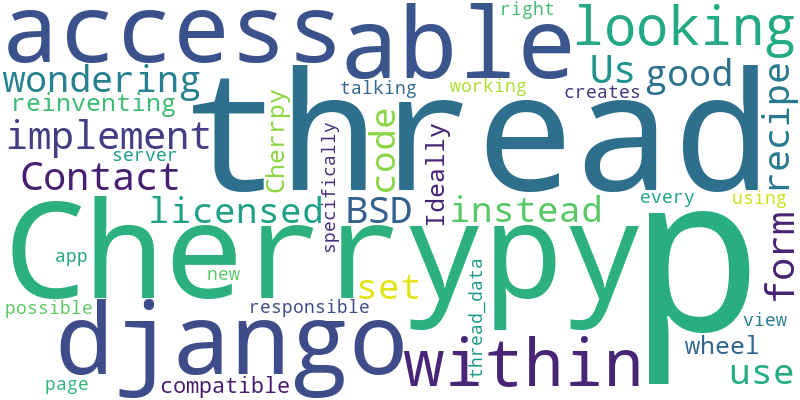 right
access
able
looking
wondering
Us
good
talking
working
creates
reinventing
thread
recipe
implement
Cherrpy
code
server
specifically
Ideally
Contact
licensed
BSD
instead
every
using
Cherrypy
p
form
app
new
set
thread_data
possible
responsible
view
django
within
wheel
page
compatible
use